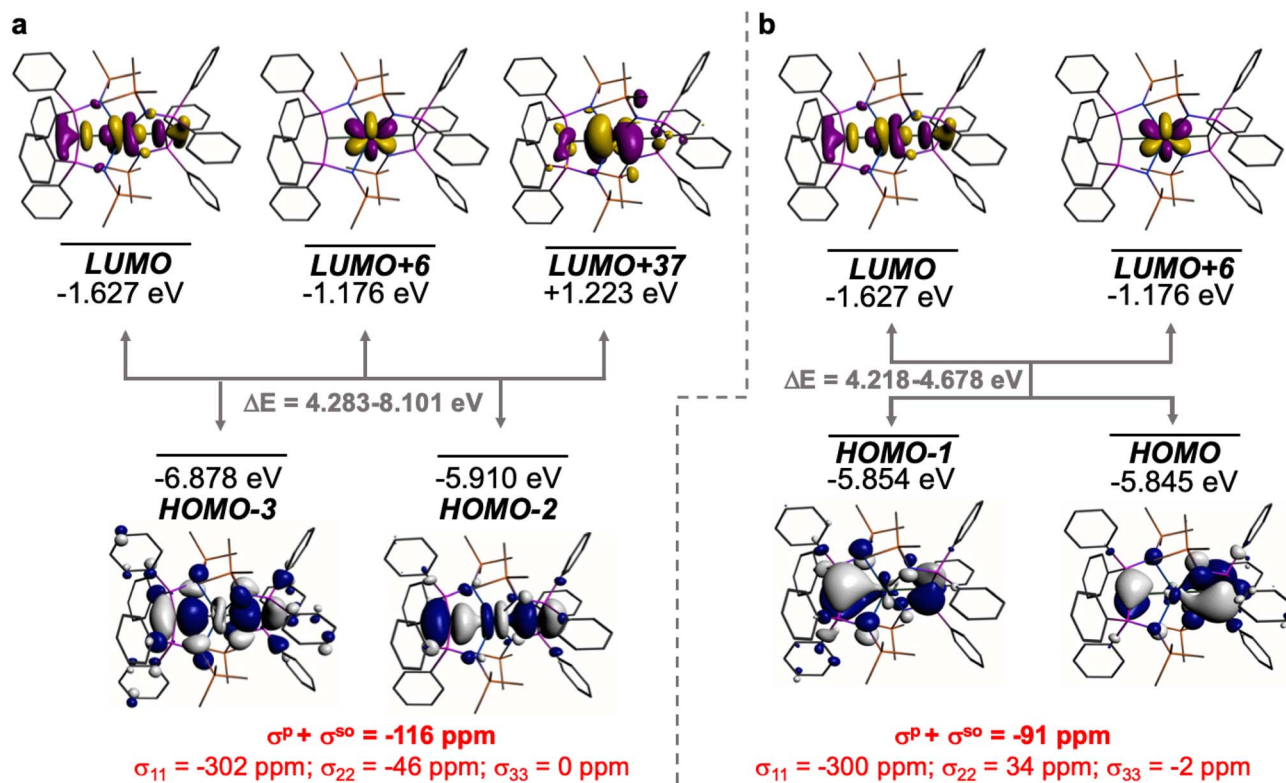 a
LUMO
-1.627 eV
LUMO+6
-1.176 eV
LUMO+37
+1.223 eV
ΔE = 4.283-8.101 eV
-6.878 eV
HOMO-3
-5.910 eV
HOMO-2
σᵖ + σˢᵒ = -116 ppm
σ₁₁ = -302 ppm; σ₂₂ = -46 ppm; σ₃₃ = 0 ppm
b
LUMO
-1.627 eV
LUMO+6
-1.176 eV
ΔE = 4.218-4.678 eV
HOMO-1
-5.854 eV
HOMO
-5.845 eV
σᵖ + σˢᵒ = -91 ppm
σ₁₁ = -300 ppm; σ₂₂ = 34 ppm; σ₃₃ = -2 ppm